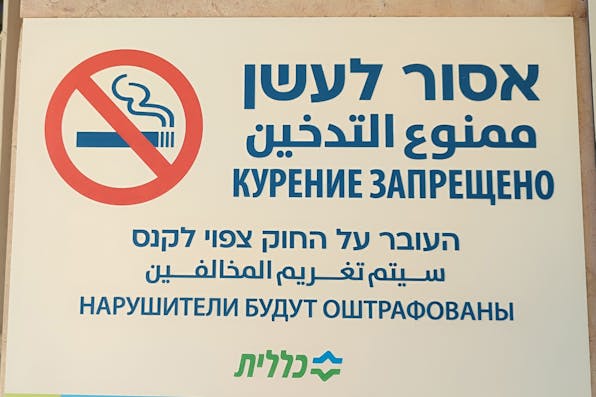 אסור לעשן
ممنوع التدخين
КУРЕНИЕ ЗАПРЕЩЕНО
העובר על החוק צפוי לקנס
سيتم تغريم المخالفين
НАРУШИТЕЛИ БУДУТ ОШТРАФОВАНЫ
כללית